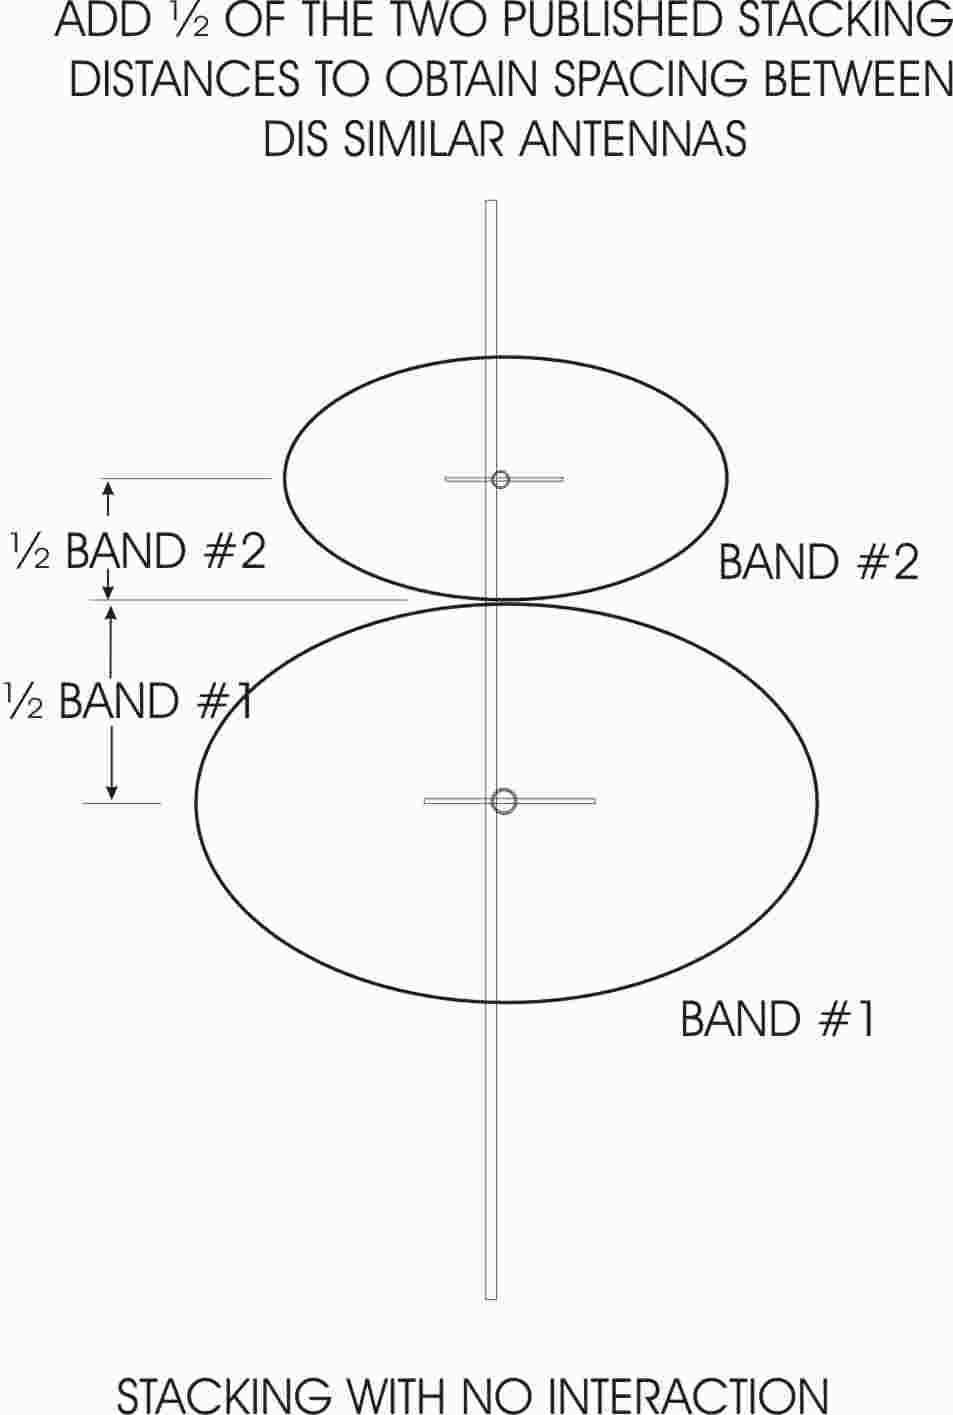 ADD ½ OF THE TWO PUBLISHED STACKING
DISTANCES TO OBTAIN SPACING BETWEEN
DIS SIMILAR ANTENNAS
½ BAND #2
BAND #2
½ BAND #1
BAND #1
STACKING WITH NO INTERACTION